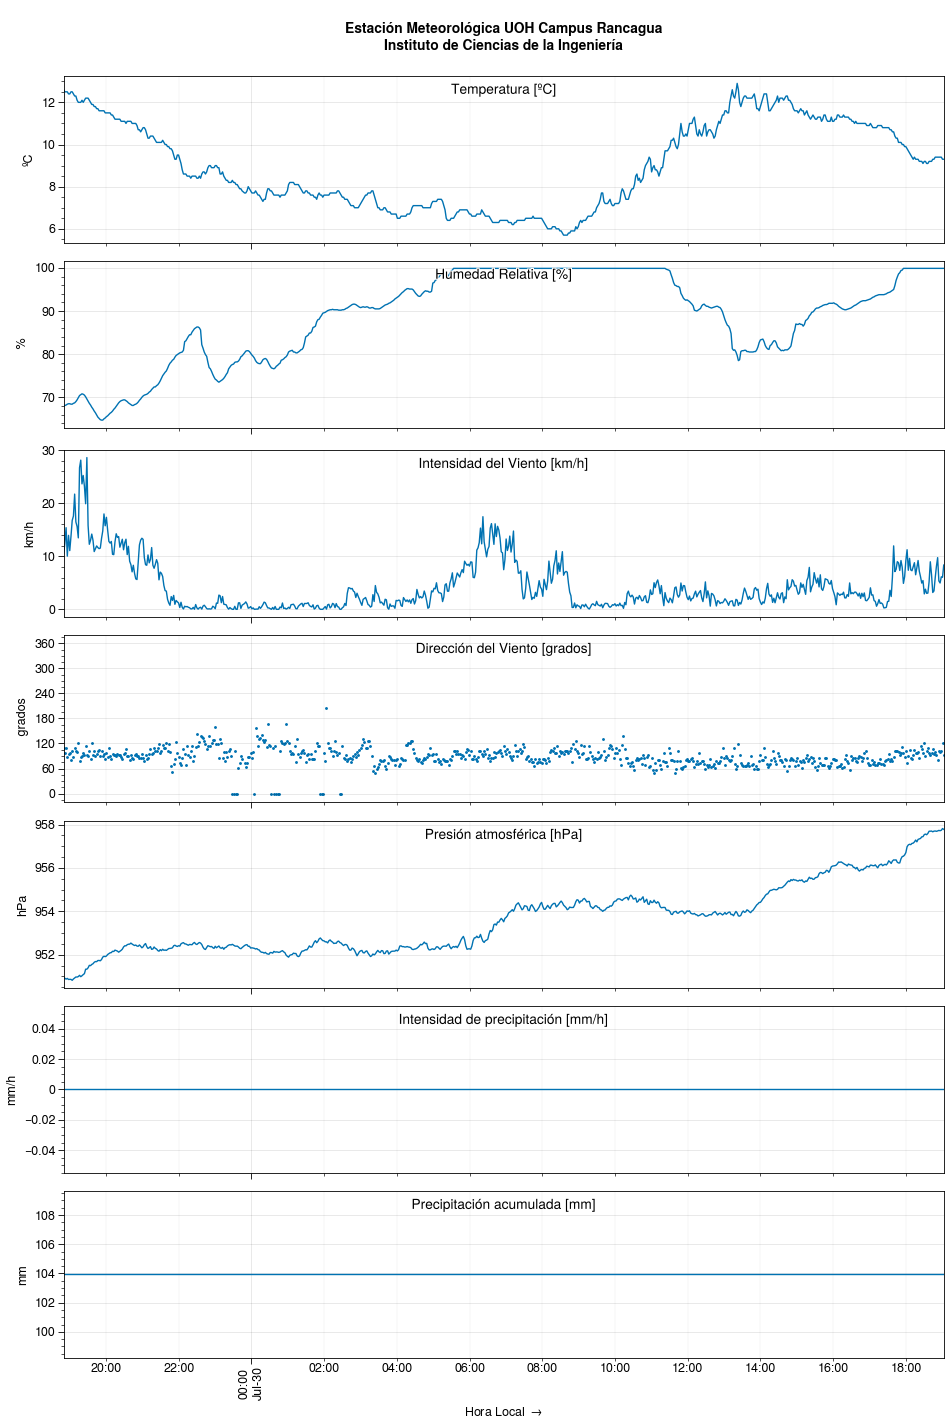 Estación Meteorológica UOH Campus Rancagua
Instituto de Ciencias de la Ingeniería
Temperatura [ºC]
ºC
12
10
8
6
Humedad Relativa [%]
%
100
90
80
70
Intensidad del Viento [km/h]
km/h
30
20
10
0
Dirección del Viento [grados]
grados
360
300
240
180
120
60
0
Presión atmosférica [hPa]
hPa
958
956
954
952
Intensidad de precipitación [mm/h]
mm/h
0.04
0.02
0
−0.02
−0.04
Precipitación acumulada [mm]
mm
108
106
104
102
100
20:00 22:00 00:00 02:00 04:00 06:00 08:00 10:00 12:00 14:00 16:00 18:00
Jul-30
Hora Local →